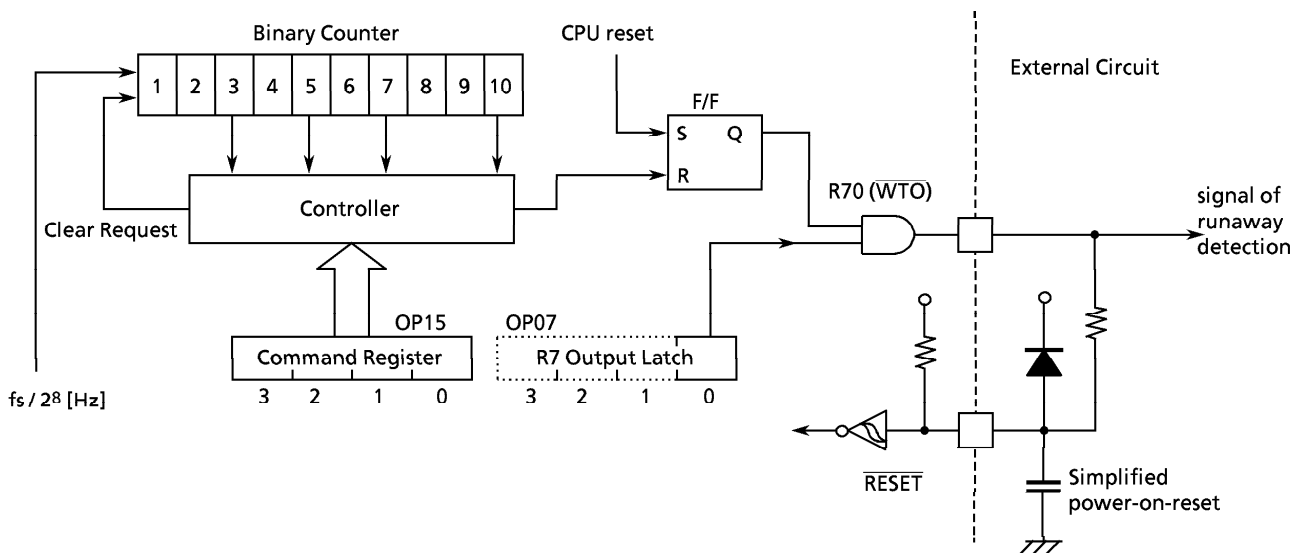 Binary Counter
CPU reset
External Circuit
1 2 3 4 5 6 7 8 9 10
F/F
S Q
R
R70 (W̅T̅O̅)
Controller
signal of
runaway
detection
Clear Request
OP15
OP07
Command Register
R7 Output Latch
3 2 1 0
3 2 1 0
fs / 2⁸ [Hz]
R̅E̅S̅E̅T̅
Simplified
power-on-reset